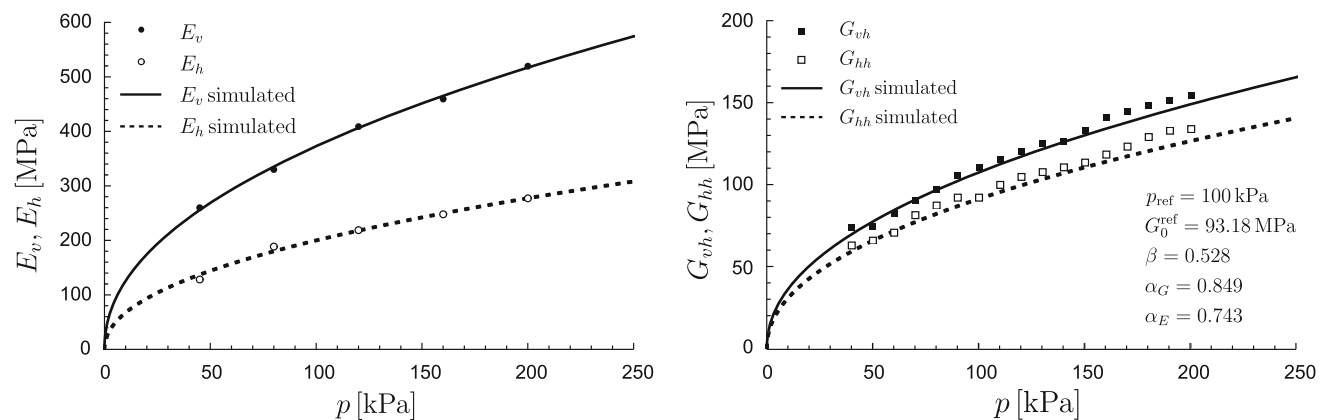 600
500
400
300
200
100
0
0
50
100
150
200
250
E_v, E_h [MPa]
p [kPa]
E_v
E_h
E_v simulated
E_h simulated
200
150
100
50
0
0
50
100
150
200
250
G_vh, G_hh [MPa]
p [kPa]
G_vh
G_hh
G_vh simulated
G_hh simulated
p_ref = 100 kPa
G_0^ref = 93.18 MPa
β = 0.528
α_G = 0.849
α_E = 0.743